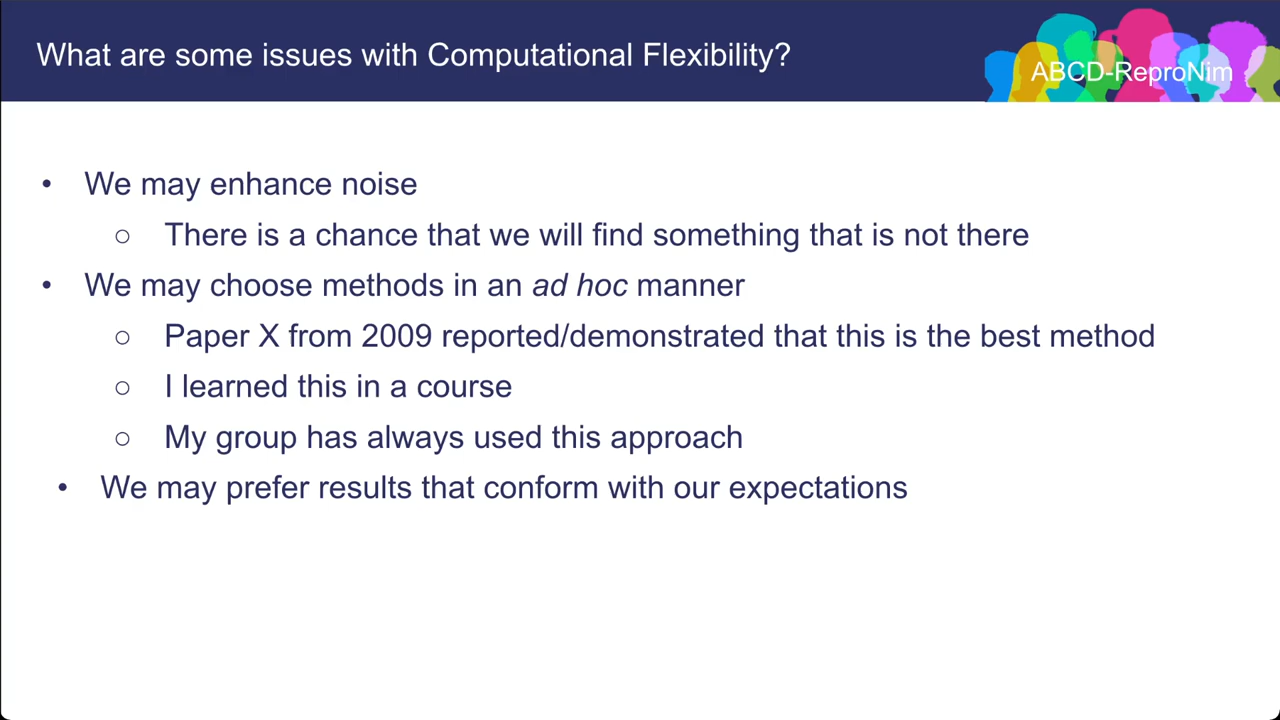 What are some issues with Computational Flexibility?
ABCD-ReproNim
• We may enhance noise
○ There is a chance that we will find something that is not there
• We may choose methods in an ad hoc manner
○ Paper X from 2009 reported/demonstrated that this is the best method
○ I learned this in a course
○ My group has always used this approach
• We may prefer results that conform with our expectations